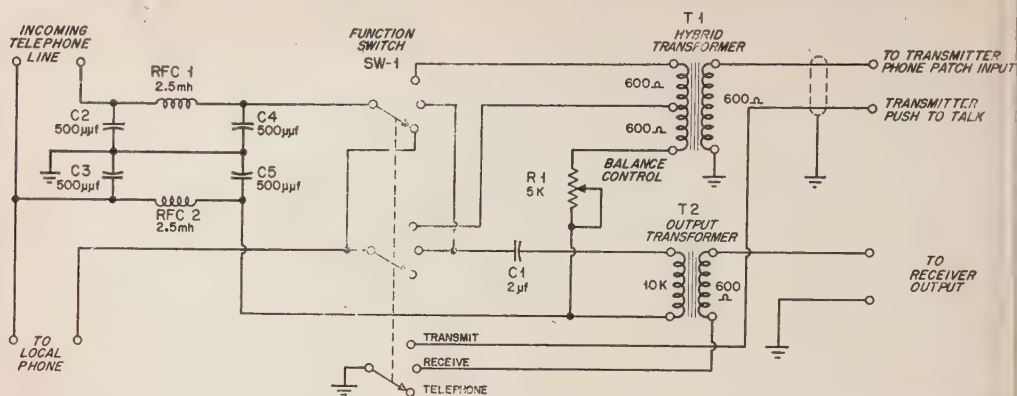 INCOMING
TELEPHONE
LINE
RFC 1
2.5mh
C2
500μμf
C4
500μμf
C3
500μμf
C5
500μμf
RFC 2
2.5mh
TO
LOCAL
PHONE
FUNCTION
SWITCH
SW-1
T1
HYBRID
TRANSFORMER
600Ω
600Ω
600Ω
BALANCE
CONTROL
R1
5K
T2
OUTPUT
TRANSFORMER
C1
2μf
10K
600
Ω
TRANSMIT
RECEIVE
TELEPHONE
TO TRANSMITTER
PHONE PATCH INPUT
TRANSMITTER
PUSH TO TALK
TO
RECEIVER
OUTPUT